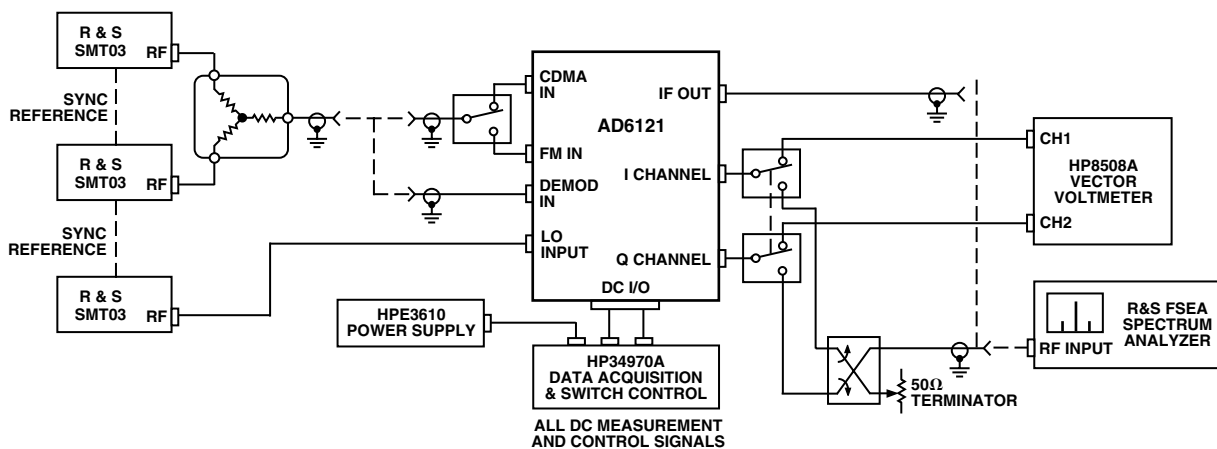 R & S
SMT03
RF
SYNC
REFERENCE
R & S
SMT03
RF
SYNC
REFERENCE
R & S
SMT03
RF
CDMA
IN
FM IN
DEMOD
IN
LO
INPUT
AD6121
IF OUT
I CHANNEL
Q CHANNEL
DC I/O
HPE3610
POWER SUPPLY
HP34970A
DATA ACQUISITION
& SWITCH CONTROL
ALL DC MEASUREMENT
AND CONTROL SIGNALS
CH1
HP8508A
VECTOR
VOLTMETER
CH2
R&S FSEA
SPECTRUM
ANALYZER
RF INPUT
50Ω
TERMINATOR